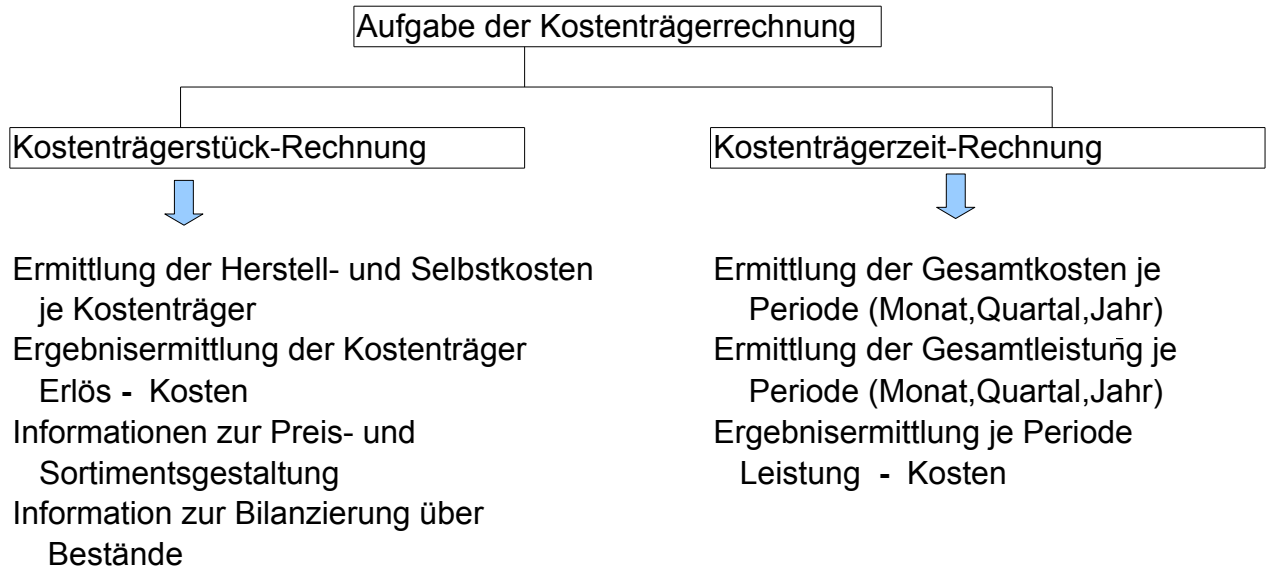 Aufgabe der Kostenträgerrechnung
Kostenträgerstück-Rechnung
Kostenträgerzeit-Rechnung
Ermittlung der Herstell- und Selbstkosten
je Kostenträger
Ergebnisermittlung der Kostenträger
Erlös - Kosten
Informationen zur Preis- und
Sortimentsgestaltung
Information zur Bilanzierung über
Bestände
Ermittlung der Gesamtkosten je
Periode (Monat,Quartal,Jahr)
Ermittlung der Gesamtleistung je
Periode (Monat,Quartal,Jahr)
Ergebnisermittlung je Periode
Leistung - Kosten